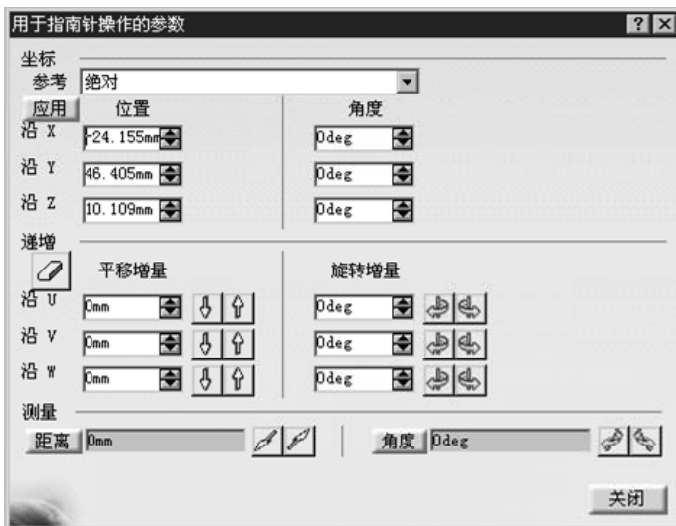 用于指南针操作的参数
坐标
参考 绝对
应用 位置 角度
沿 X -24.155mm 0deg
沿 Y 46.405mm 0deg
沿 Z 10.109mm 0deg
递增
平移增量 旋转增量
沿 U 0mm 0deg
沿 V 0mm 0deg
沿 W 0mm 0deg
测量
距离 0mm 角度 0deg
关闭